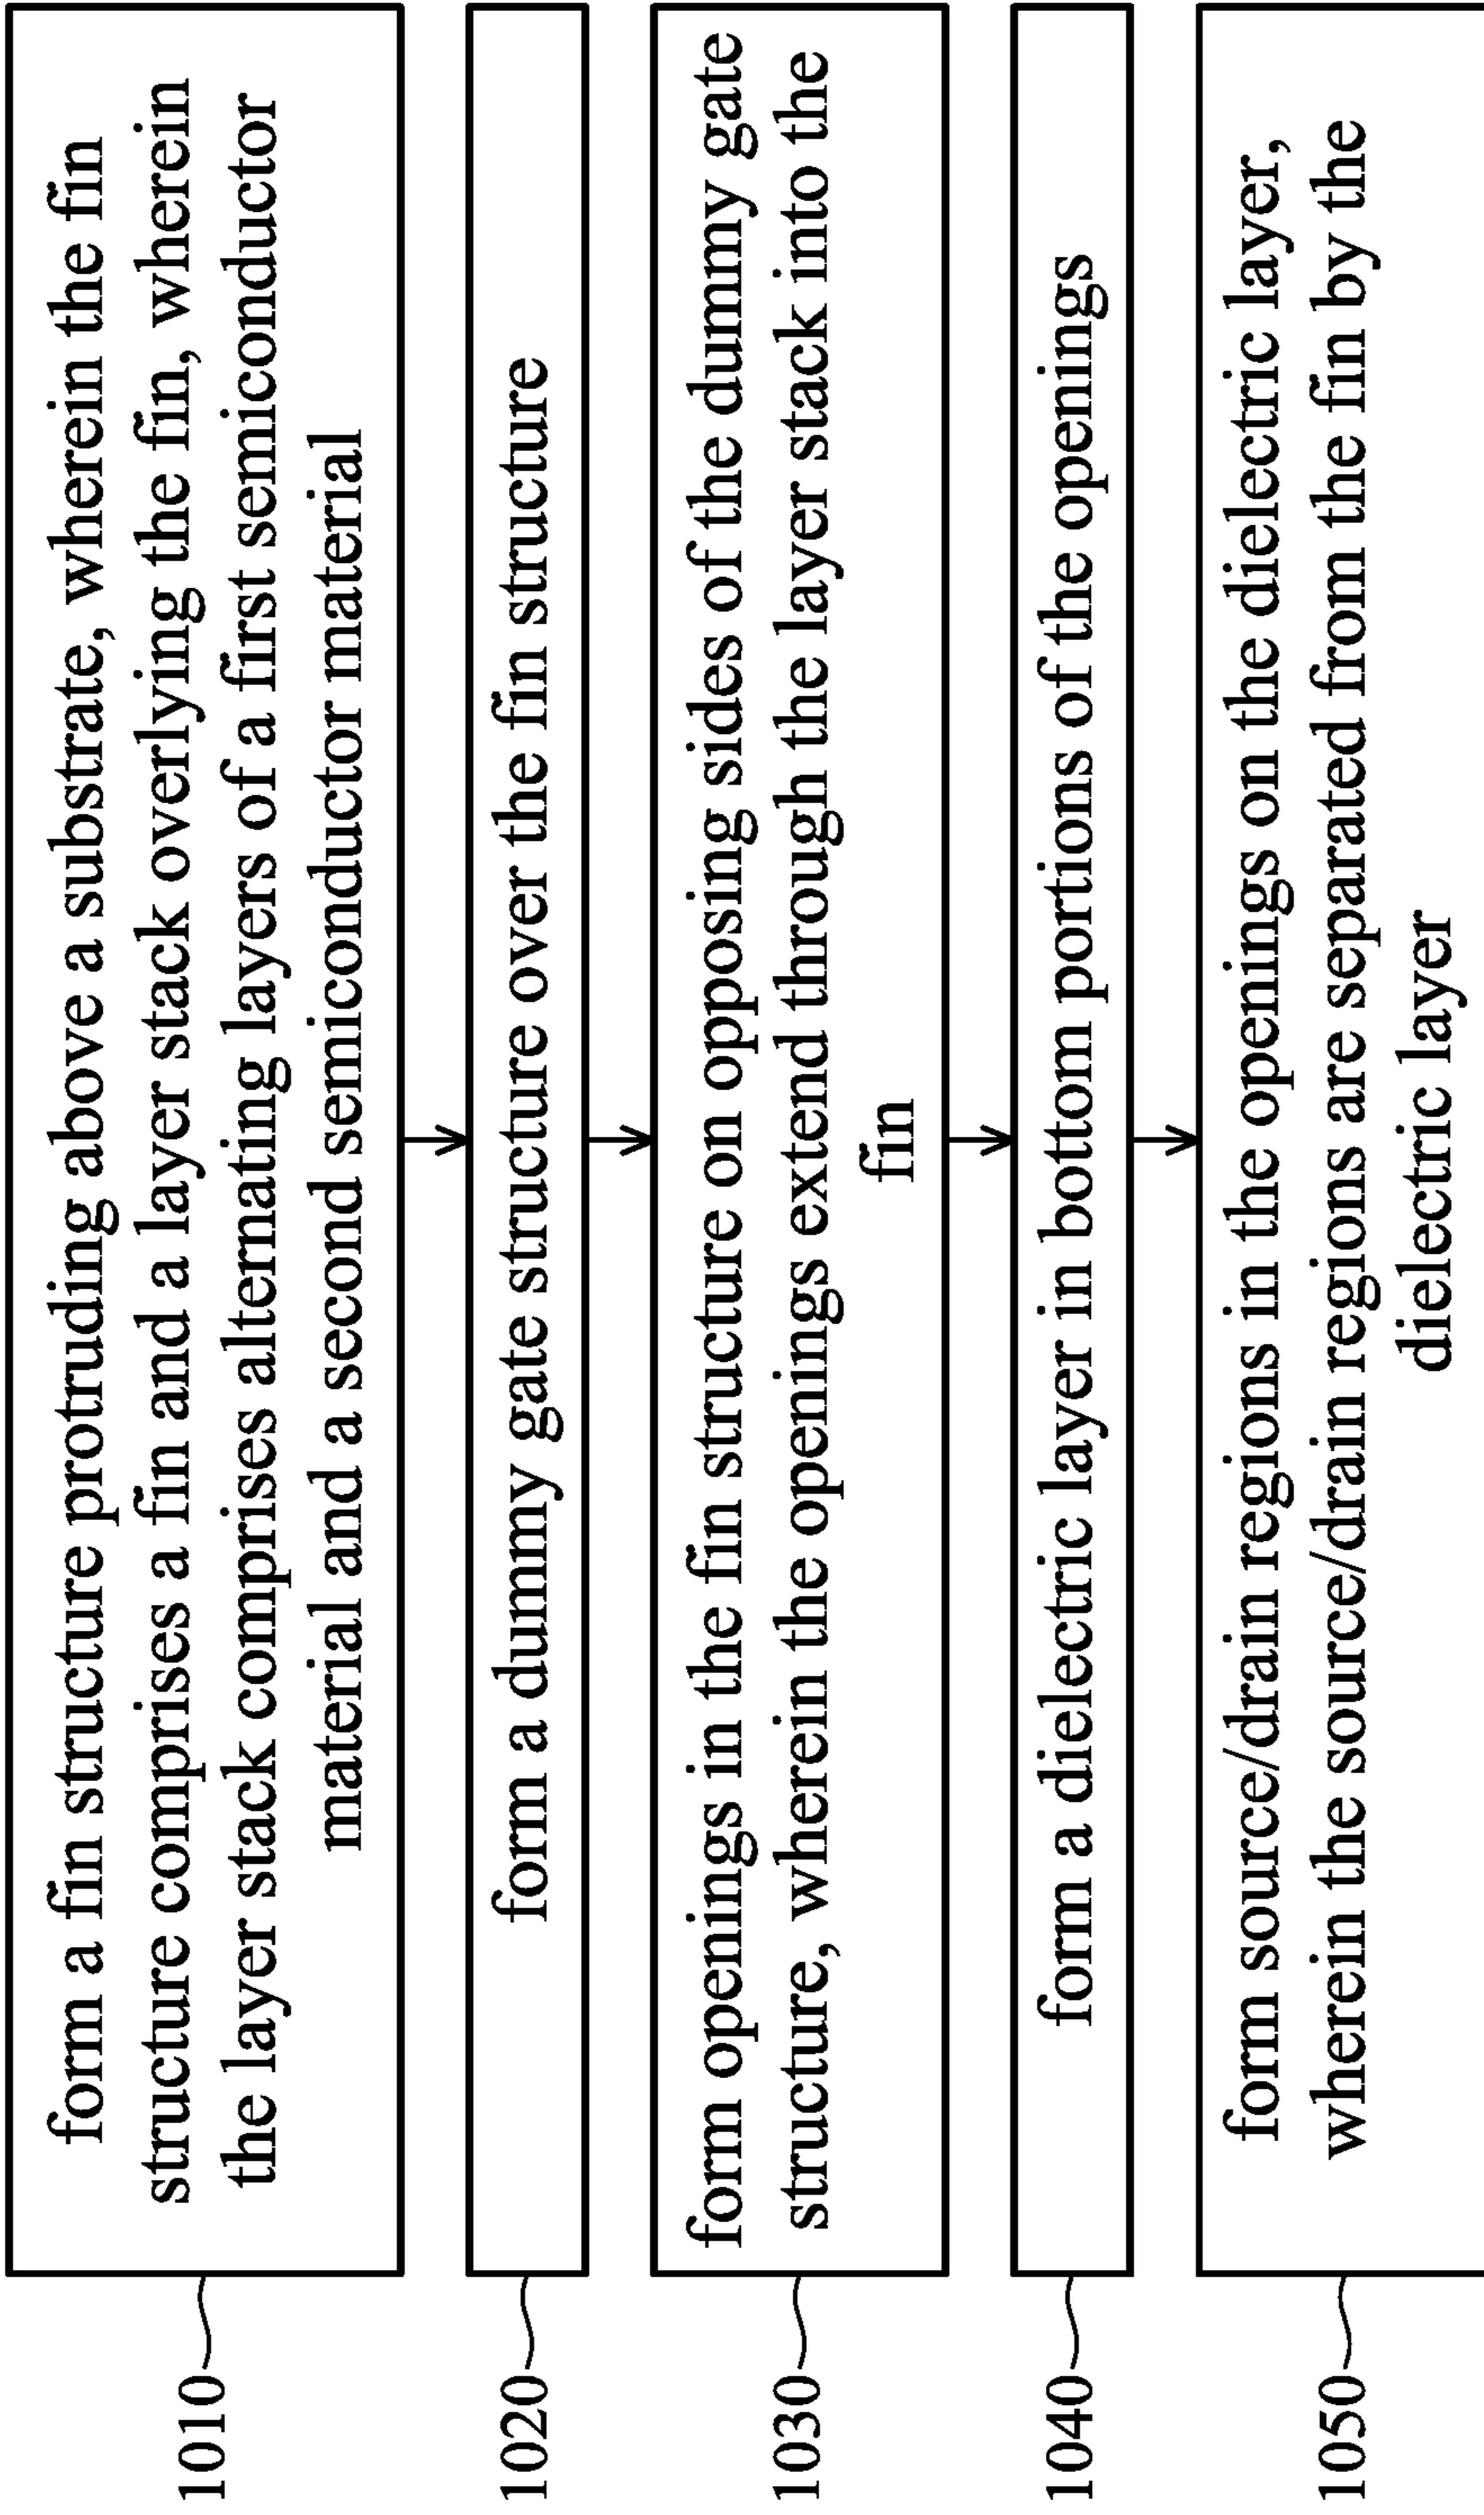 1010
form a fin structure protruding above a substrate, wherein the fin
structure comprises a fin and a layer stack overlying the fin, wherein
the layer stack comprises alternating layers of a first semiconductor
material and a second semiconductor material
1020
form a dummy gate structure over the fin structure
1030
form openings in the fin structure on opposing sides of the dummy gate
structure, wherein the openings extend through the layer stack into the
fin
1040
form a dielectric layer in bottom portions of the openings
1050
form source/drain regions in the openings on the dielectric layer,
wherein the source/drain regions are separated from the fin by the
dielectric layer